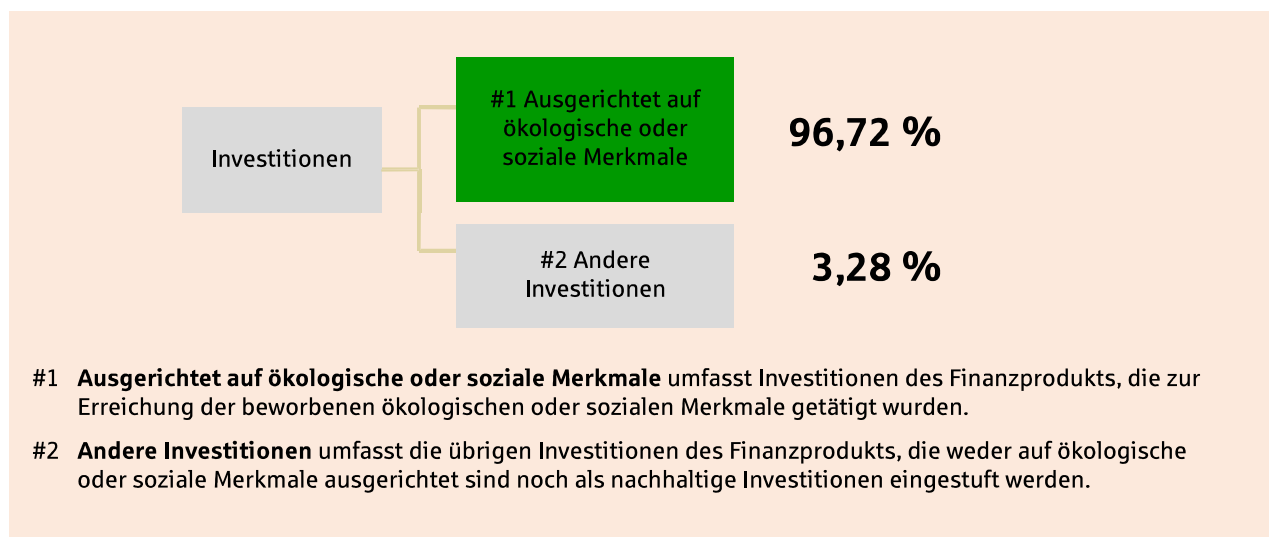 Investitionen
#1 Ausgerichtet auf
ökologische oder
soziale Merkmale
96,72 %
#2 Andere
Investitionen
3,28 %
#1 Ausgerichtet auf ökologische oder soziale Merkmale umfasst Investitionen des Finanzprodukts, die zur
Erreichung der beworbenen ökologischen oder sozialen Merkmale getätigt wurden.
#2 Andere Investitionen umfasst die übrigen Investitionen des Finanzprodukts, die weder auf ökologische
oder soziale Merkmale ausgerichtet sind noch als nachhaltige Investitionen eingestuft werden.